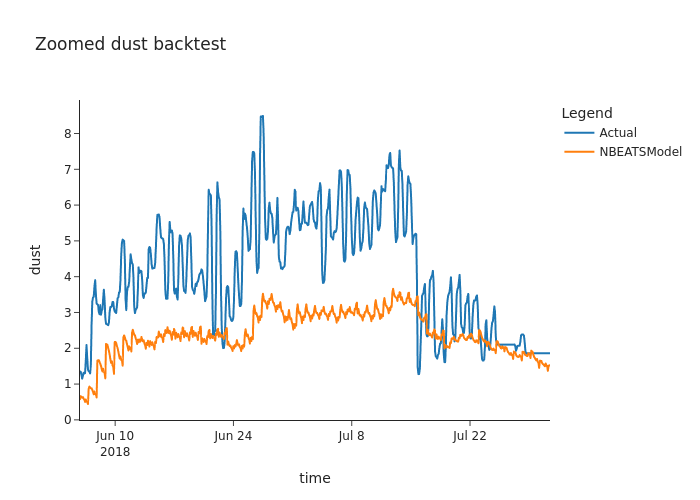 Zoomed dust backtest
Legend
Actual
NBEATSModel
dust
8
7
6
5
4
3
2
1
0
Jun 10
2018
Jun 24
Jul 8
Jul 22
time